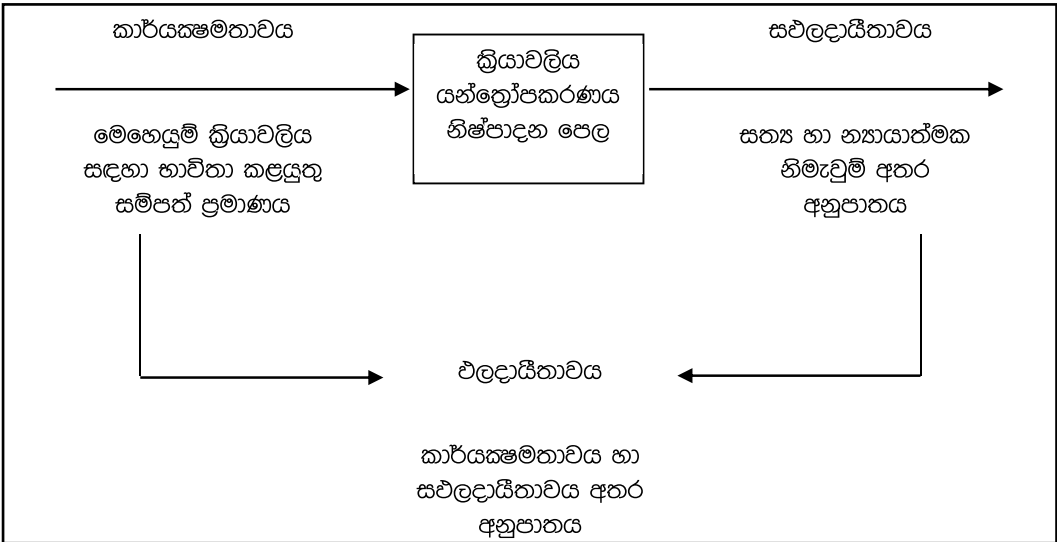 කාර්යක්‍ෂමතාවය
සඵලදායීතාවය
ක්‍රියාවලිය
යන්ත්‍රෝපකරණය
නිෂ්පාදන පෙල
මෙහෙයුම් ක්‍රියාවලිය
සඳහා භාවිතා කළයුතු
සම්පත් ප්‍රමාණය
සත්‍ය හා න්‍යායාත්මක
නිමැවුම් අතර
අනුපාතය
ඵලදායීතාවය
කාර්යක්‍ෂමතාවය හා
සඵලදායීතාවය අතර
අනුපාතය